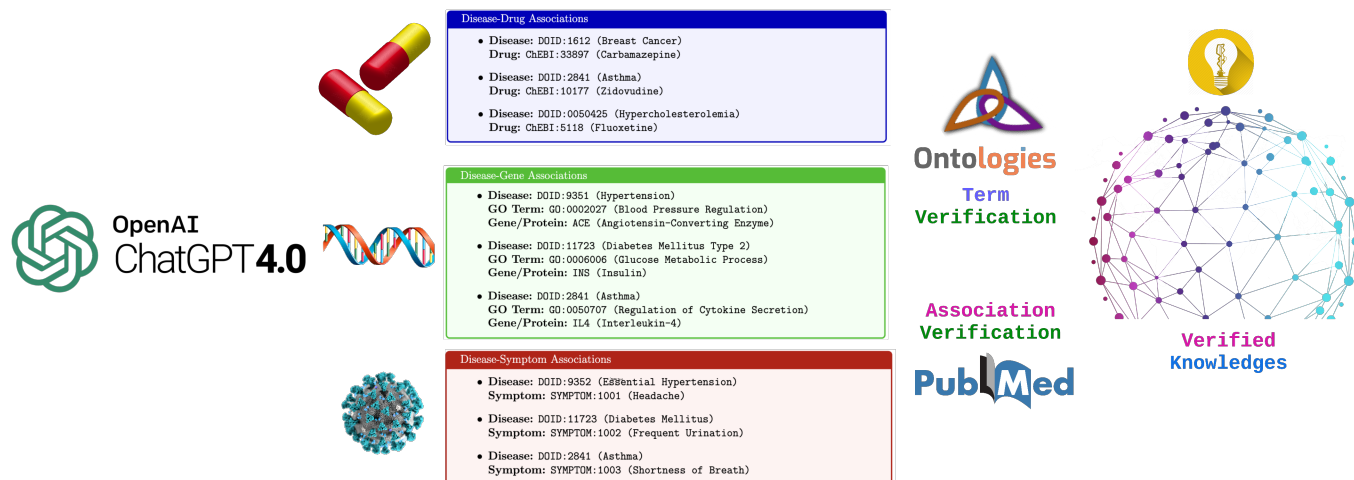 OpenAI
ChatGPT 4.0
Disease-Drug Associations
• Disease: DOID:1612 (Breast Cancer)
Drug: ChEBI:33897 (Carbamazepine)
• Disease: DOID:2841 (Asthma)
Drug: ChEBI:10177 (Zidovudine)
• Disease: DOID:0050425 (Hypercholesterolemia)
Drug: ChEBI:5118 (Fluoxetine)
Disease-Gene Associations
• Disease: DOID:9351 (Hypertension)
GO Term: GO:0002027 (Blood Pressure Regulation)
Gene/Protein: ACE (Angiotensin-Converting Enzyme)
• Disease: DOID:11723 (Diabetes Mellitus Type 2)
GO Term: GO:0006006 (Glucose Metabolic Process)
Gene/Protein: INS (Insulin)
• Disease: DOID:2841 (Asthma)
GO Term: GO:0050707 (Regulation of Cytokine Secretion)
Gene/Protein: IL4 (Interleukin-4)
Disease-Symptom Associations
• Disease: DOID:9352 (Essential Hypertension)
Symptom: SYMPTOM:1001 (Headache)
• Disease: DOID:11723 (Diabetes Mellitus)
Symptom: SYMPTOM:1002 (Frequent Urination)
• Disease: DOID:2841 (Asthma)
Symptom: SYMPTOM:1003 (Shortness of Breath)
Ontologies
Term
Verification
Association
Verification
PubMed
Verified
Knowledges